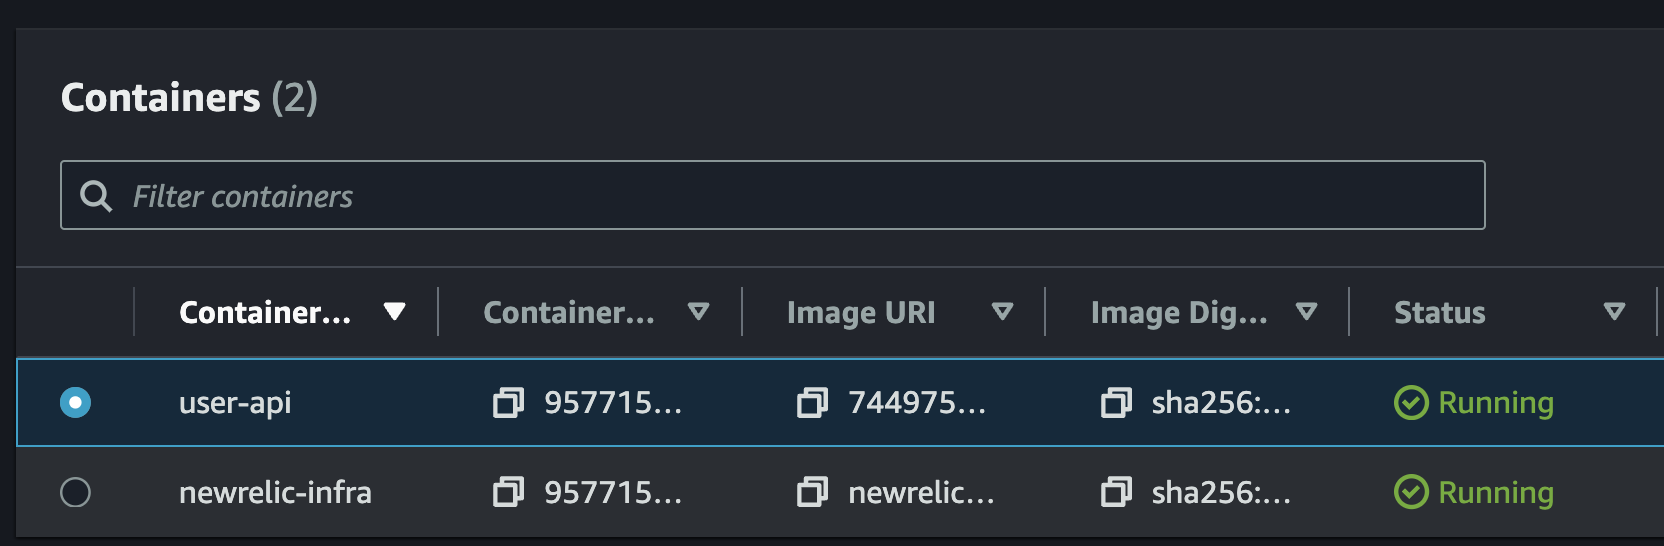 Containers (2)
Filter containers
Container... Container... Image URI Image Dig... Status
user-api 957715... 744975... sha256:... Running
newrelic-infra 957715... newrelic... sha256:... Running